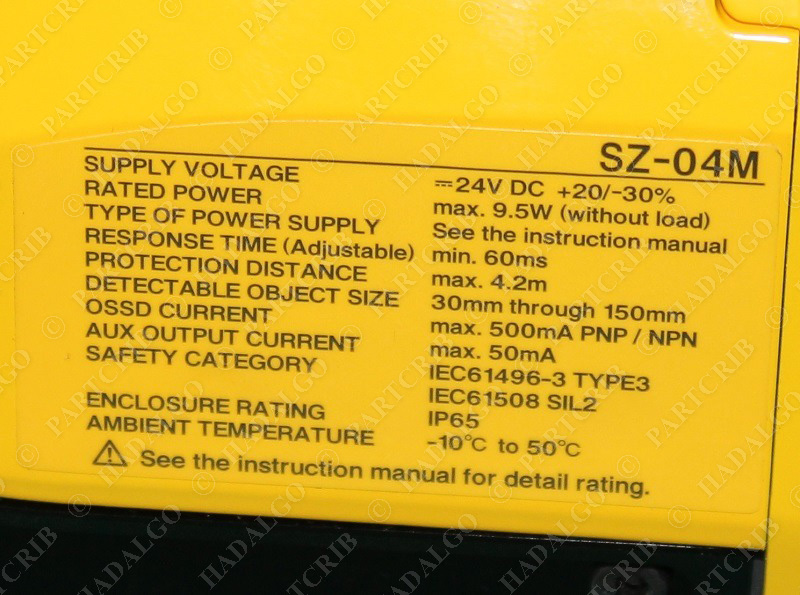 SZ-04M
SUPPLY VOLTAGE ⎓24V DC +20/-30%
RATED POWER max. 9.5W (without load)
TYPE OF POWER SUPPLY See the instruction manual
RESPONSE TIME (Adjustable) min. 60ms
PROTECTION DISTANCE max. 4.2m
DETECTABLE OBJECT SIZE 30mm through 150mm
OSSD CURRENT max. 500mA PNP / NPN
AUX OUTPUT CURRENT max. 50mA
SAFETY CATEGORY IEC61496-3 TYPE3
IEC61508 SIL2
ENCLOSURE RATING IP65
AMBIENT TEMPERATURE -10°C to 50°C
⚠ See the instruction manual for detail rating.
© PARTCRIB
HADALGO